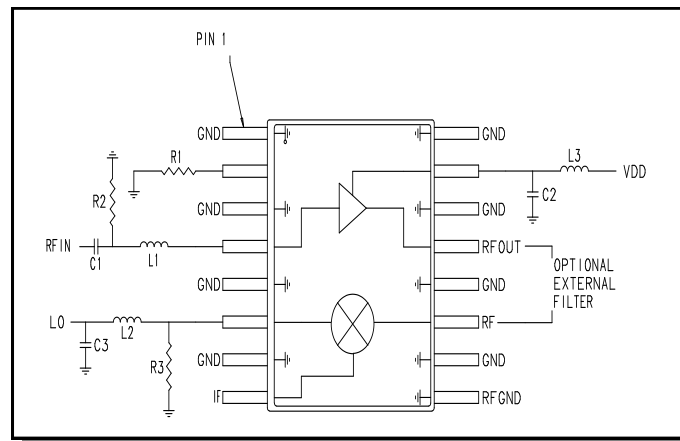 PIN 1
GND
GND
R1
L3
VDD
R2
C2
GND
GND
RFIN
C1
L1
RFOUT
OPTIONAL
EXTERNAL
FILTER
GND
GND
LO
L2
RF
C3
R3
GND
GND
IF
RFGND